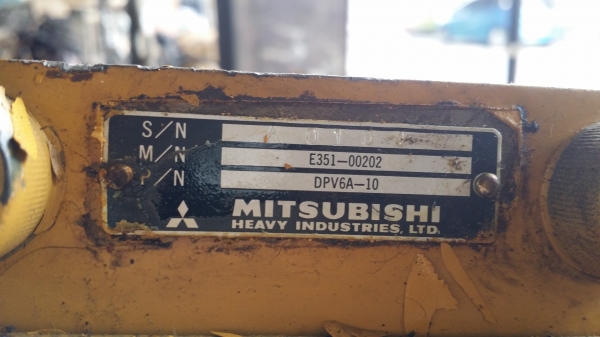 S/N
M/N E351-00202
P/N DPV6A-10
MITSUBISHI
HEAVY INDUSTRIES, LTD.